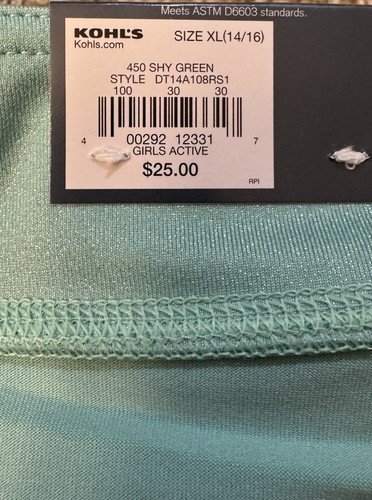 Meets ASTM D6603 standards.
KOHL'S
Kohls.com
SIZE XL(14/16)
450 SHY GREEN
STYLE DT14A108RS1
100 30 30
4 00292 12331 7
GIRLS ACTIVE
$25.00
RPI